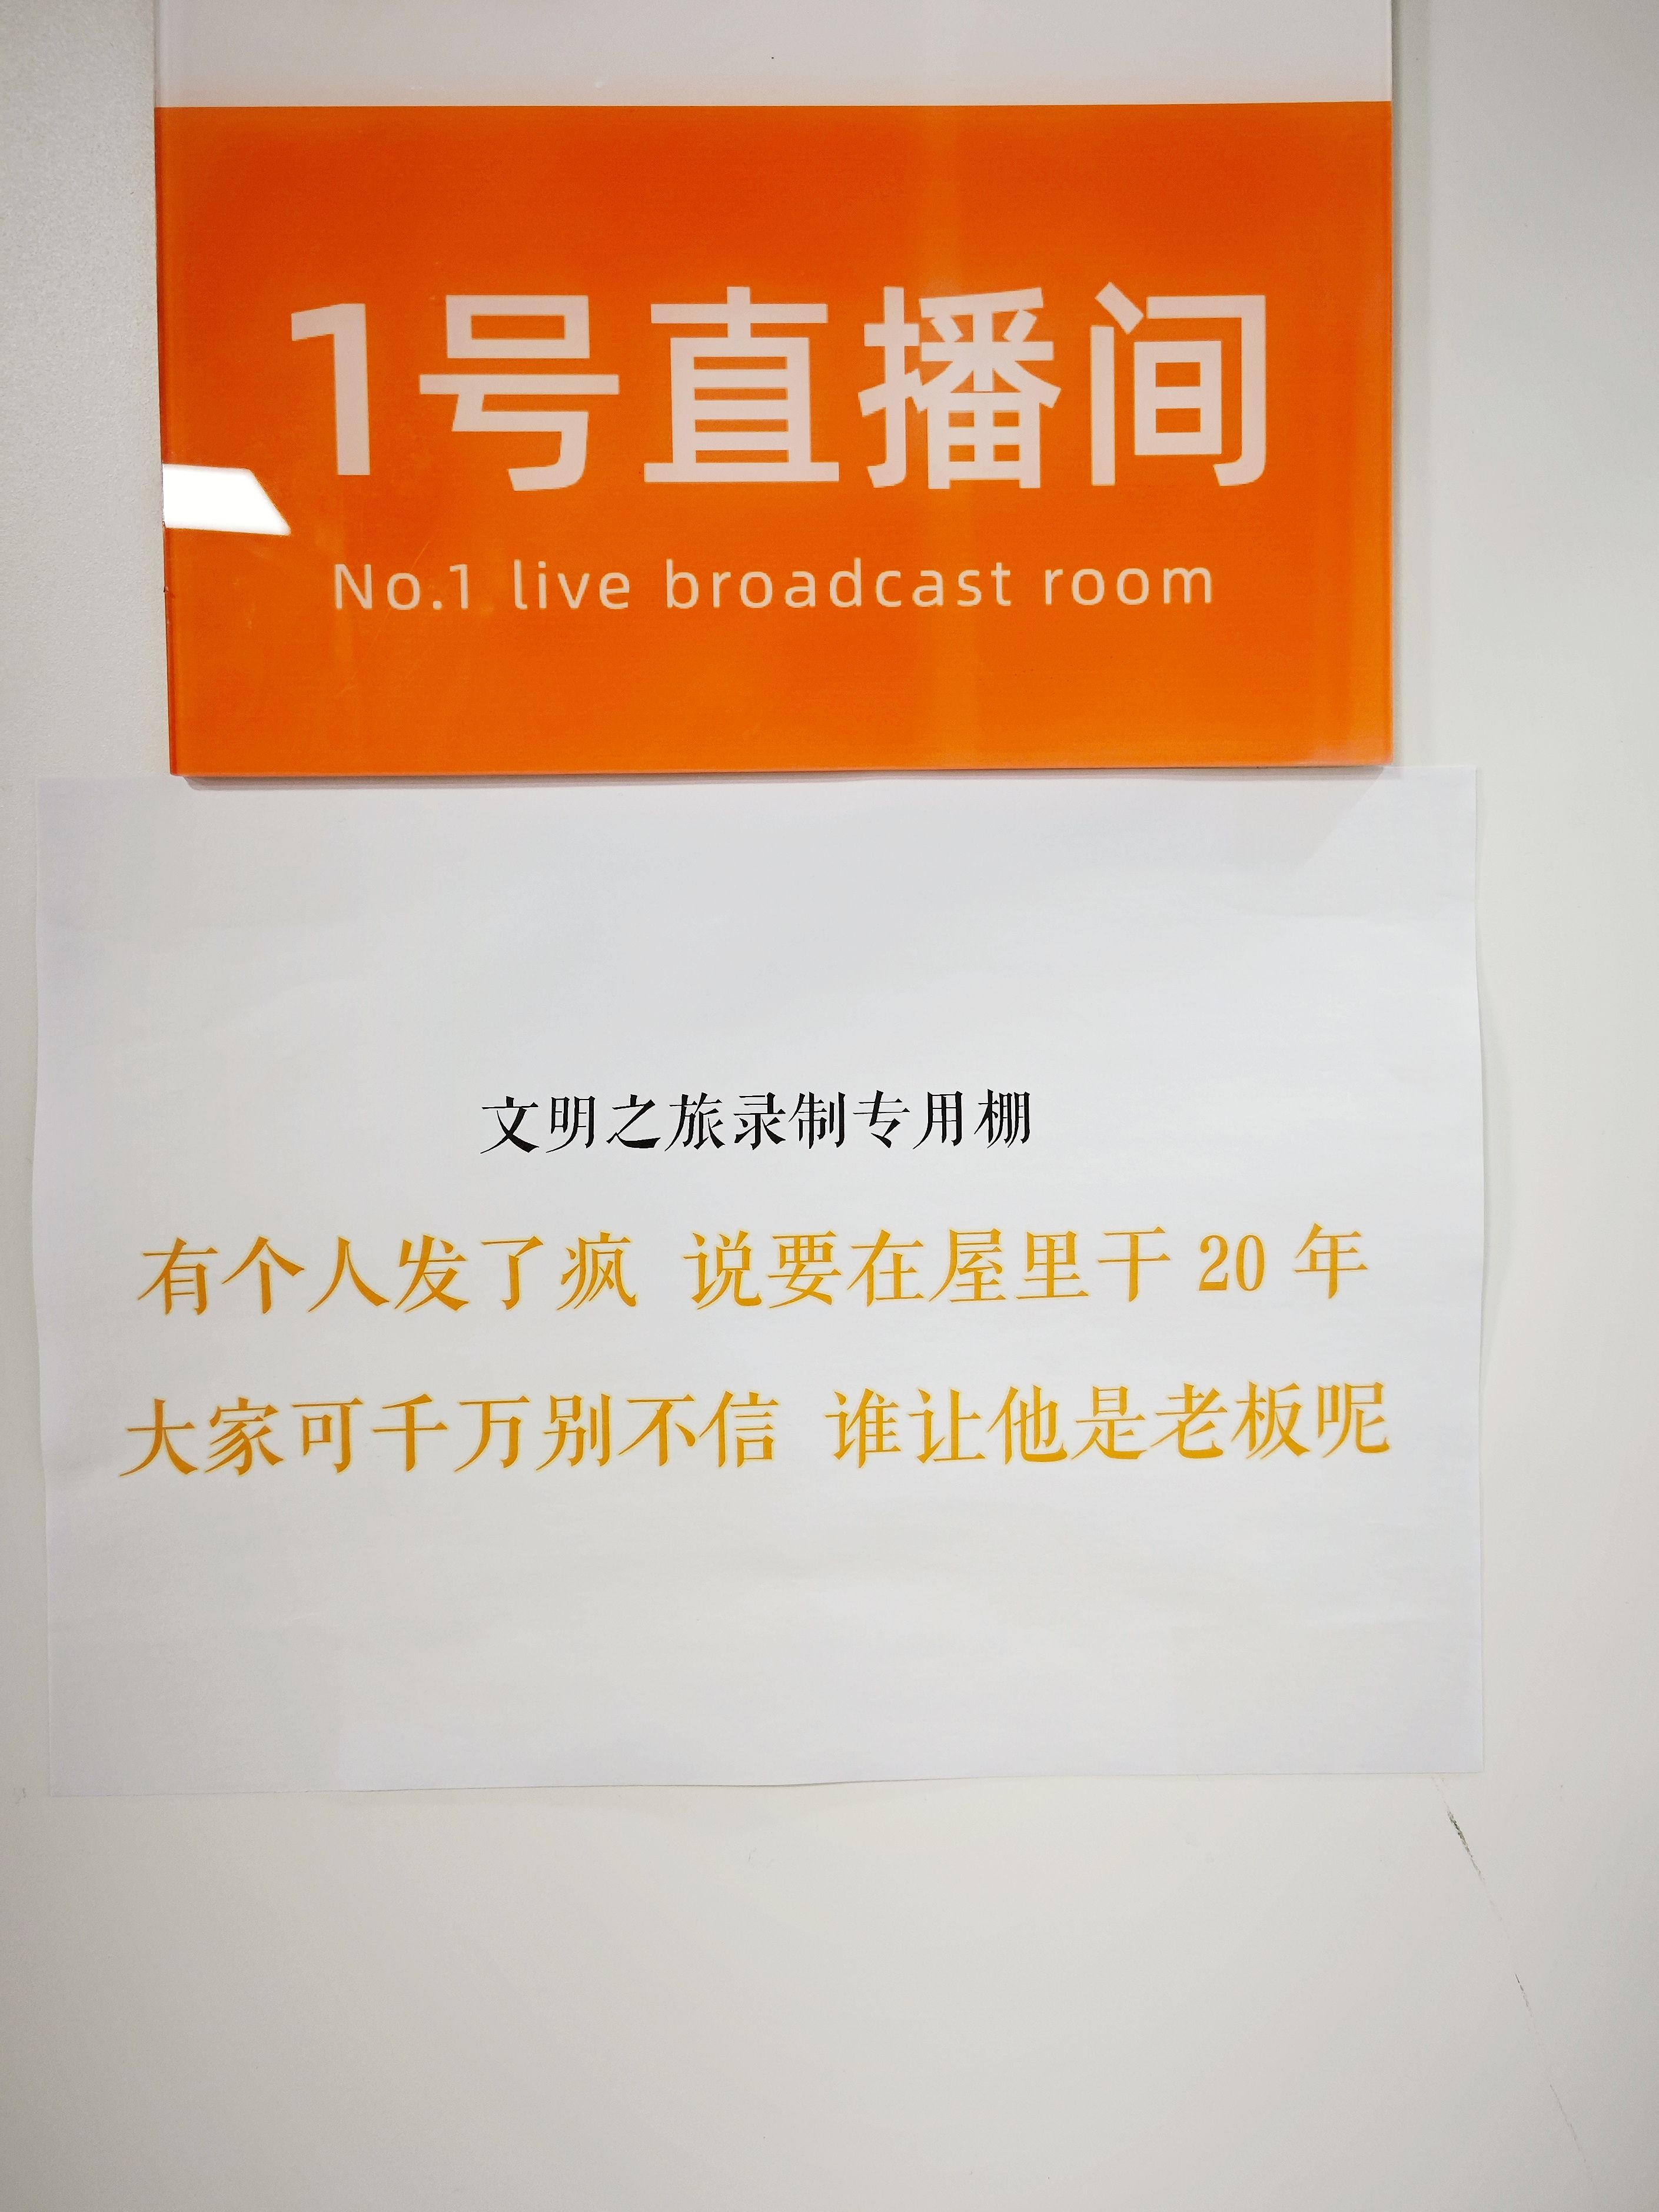 1号直播间
No.1 live broadcast room
文明之旅录制专用棚
有个人发了疯 说要在屋里干 20 年
大家可千万别不信 谁让他是老板呢